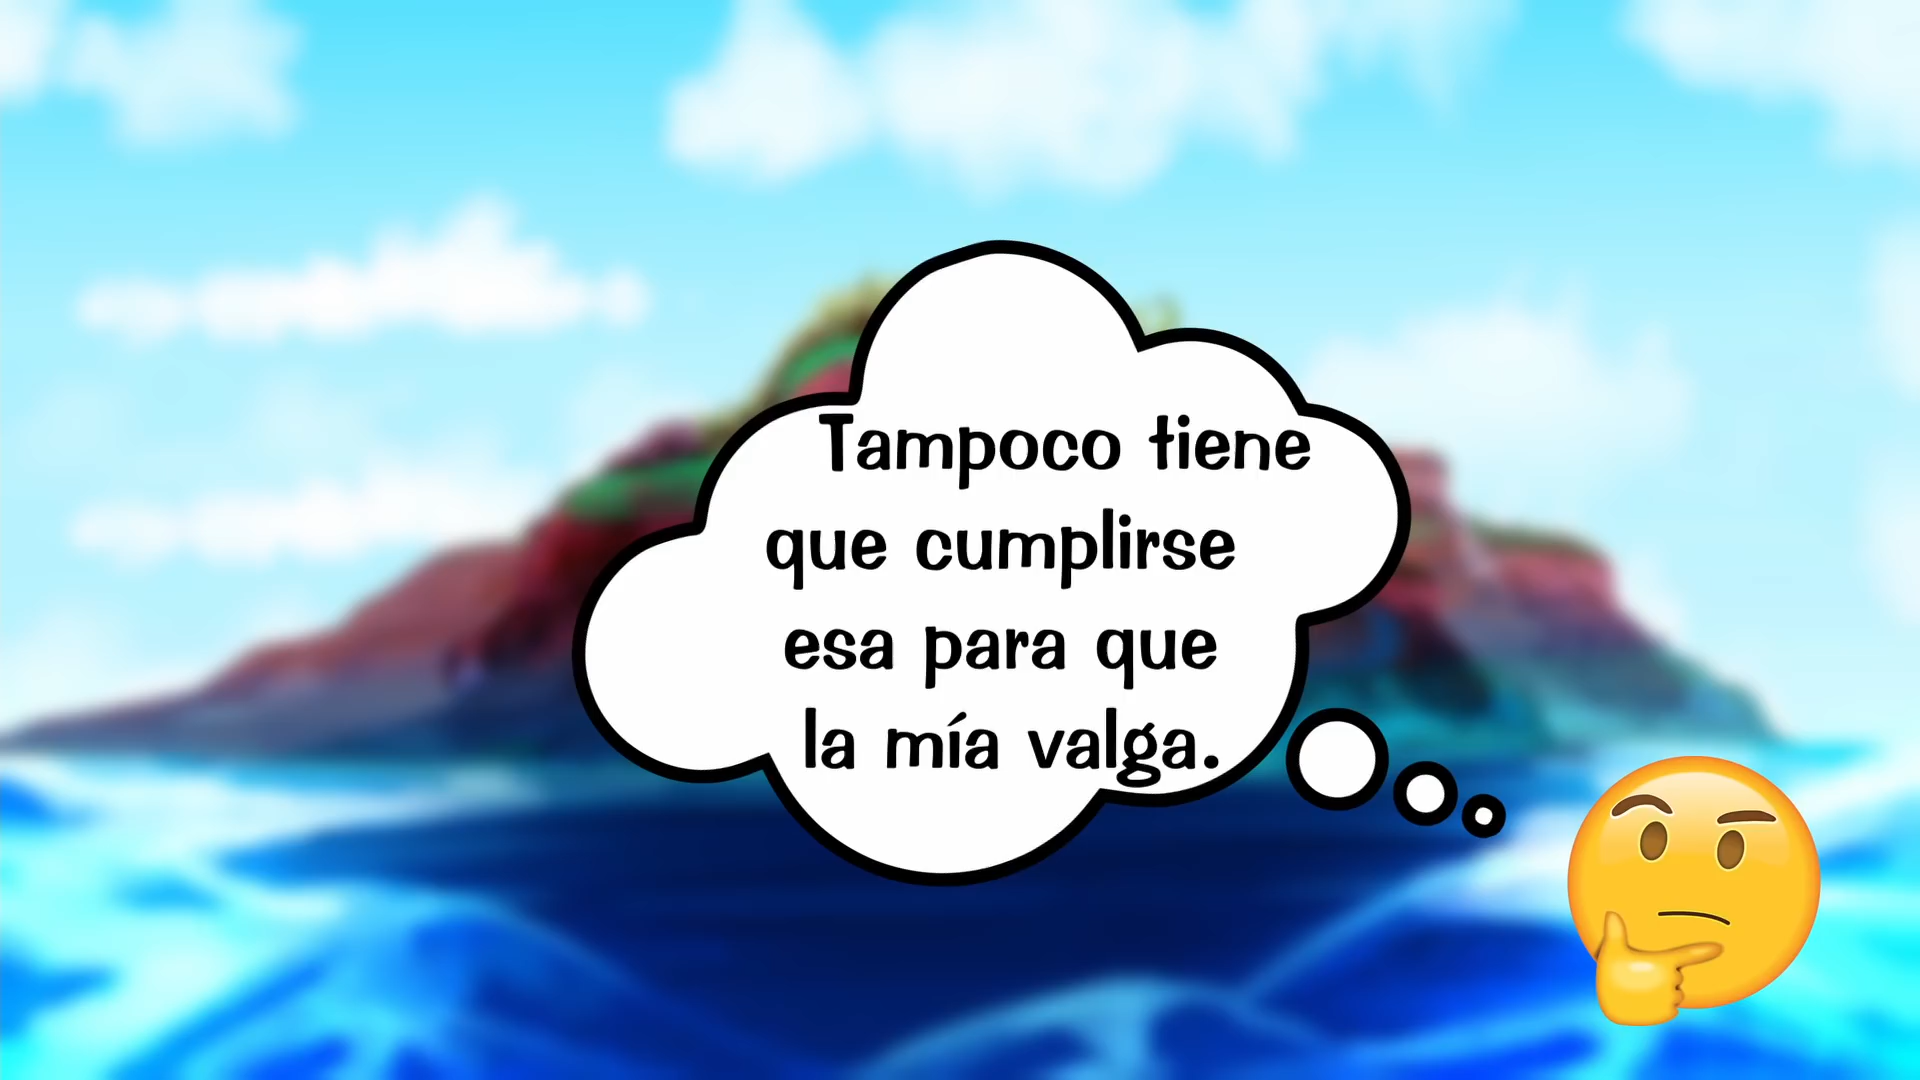 Tampoco tiene
que cumplirse
esa para que
la mía valga.